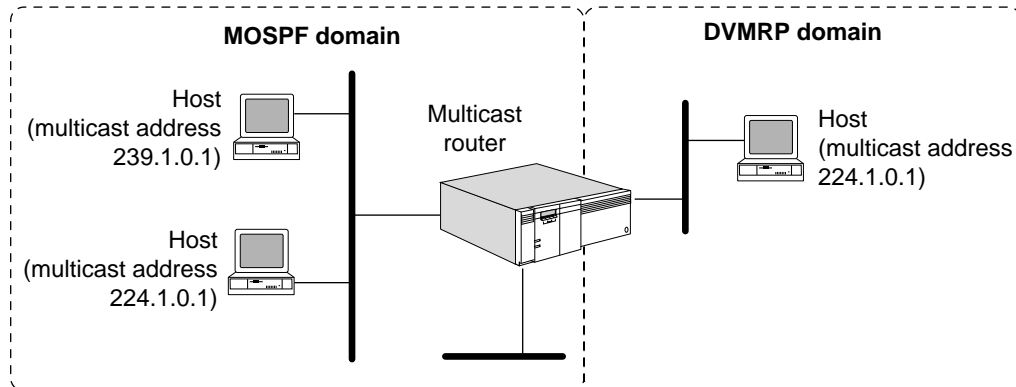 MOSPF domain
DVMRP domain
Host
(multicast address
239.1.0.1)
Multicast
router
Host
(multicast address
224.1.0.1)
Host
(multicast address
224.1.0.1)